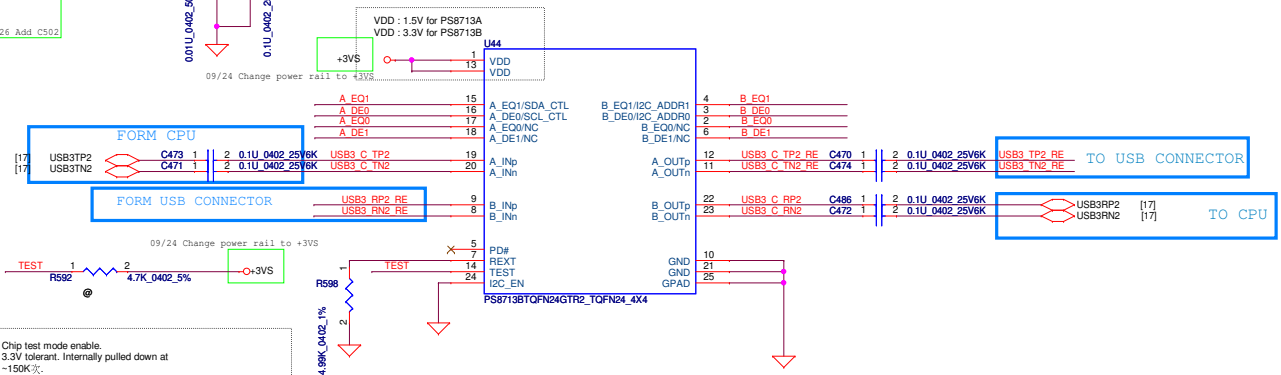 26 Add C502
0.01U_0402_50
0.1U_0402_2
VDD : 1.5V for PS8713A
VDD : 3.3V for PS8713B
+3VS
09/24 Change power rail to +3VS
U44
1 VDD
13 VDD
A_EQ1 15 A_EQ1/SDA_CTL B_EQ1/I2C_ADDR1 4 B_EQ1
A_DE0 16 A_DE0/SCL_CTL B_DE0/I2C_ADDR0 3 B_DE0
A_EQ0 17 A_EQ0/NC B_EQ0/NC 2 B_EQ0
A_DE1 18 A_DE1/NC B_DE1/NC 6 B_DE1
FORM CPU
[17] USB3TP2 C473 1 2 0.1U_0402_25V6K USB3_C_TP2 19 A_INp A_OUTp 12 USB3_C_TP2_RE C470 1 2 0.1U_0402_25V6K USB3_TP2_RE
[17] USB3TN2 C471 1 2 0.1U_0402_25V6K USB3_C_TN2 20 A_INn A_OUTn 11 USB3_C_TN2_RE C474 1 2 0.1U_0402_25V6K USB3_TN2_RE
TO USB CONNECTOR
FORM USB CONNECTOR
USB3_RP2_RE 9 B_INp B_OUTp 22 USB3_C_RP2 C486 1 2 0.1U_0402_25V6K USB3RP2 [17]
USB3_RN2_RE 8 B_INn B_OUTn 23 USB3_C_RN2 C472 1 2 0.1U_0402_25V6K USB3RN2 [17]
TO CPU
09/24 Change power rail to +3VS
5 PD#
7 REXT GND 10
TEST 14 TEST GND 21
24 I2C_EN GPAD 25
PS8713BTQFN24GTR2_TQFN24_4X4
TEST 1 2 +3VS
R592 4.7K_0402_5%
@
R598
1
2
4.99K_0402_1%
Chip test mode enable.
3.3V tolerant. Internally pulled down at
~150K次.